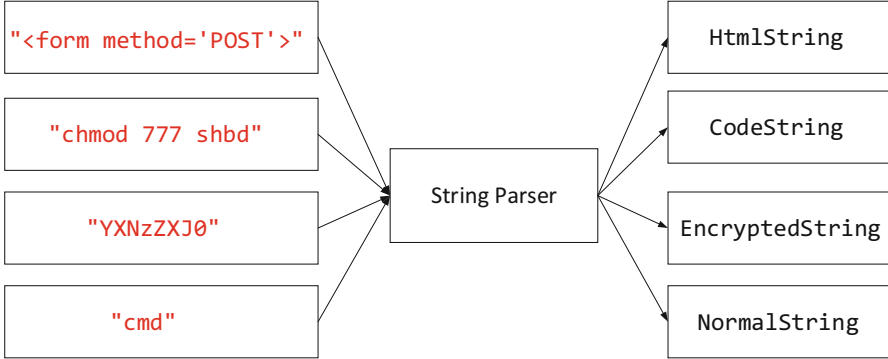 "<form method='POST'>"
"chmod 777 shbd"
"YXNzZXJ0"
"cmd"
String Parser
HtmlString
CodeString
EncryptedString
NormalString